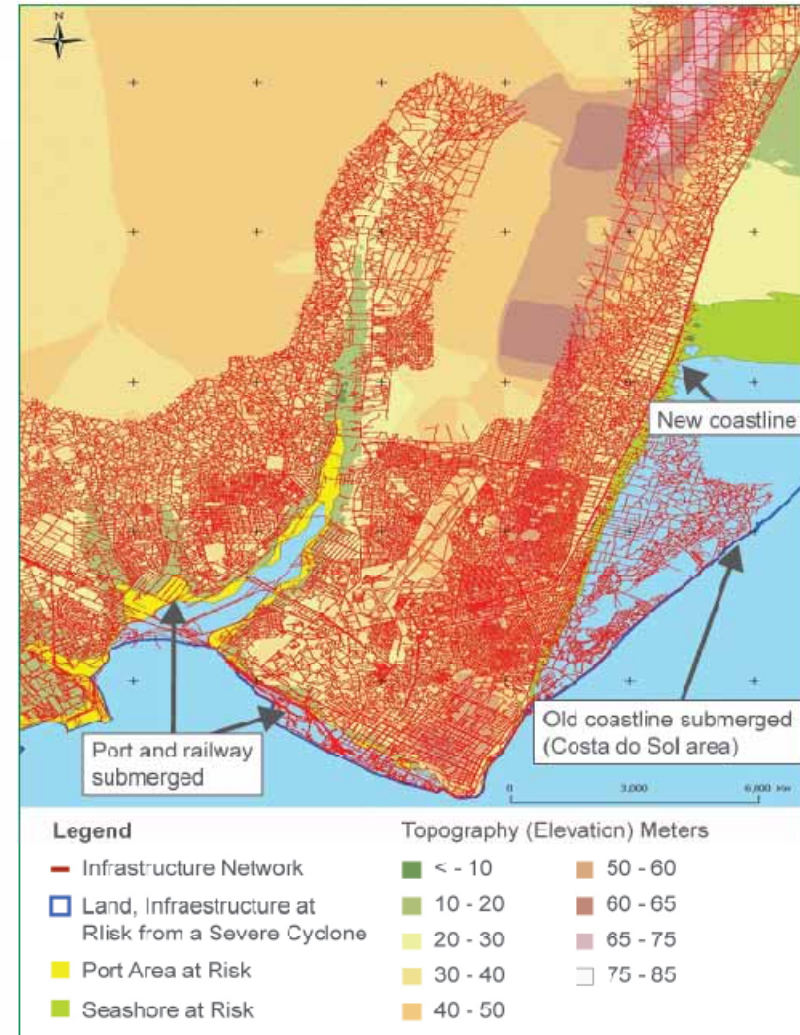 N
New coastline
Old coastline submerged
(Costa do Sol area)
Port and railway
submerged
0 3,000 6,000 KM
Legend
Infrastructure Network
Land, Infraestructure at
RIisk from a Severe Cyclone
Port Area at Risk
Seashore at Risk
Topography (Elevation) Meters
< - 10
10 - 20
20 - 30
30 - 40
40 - 50
50 - 60
60 - 65
65 - 75
75 - 85